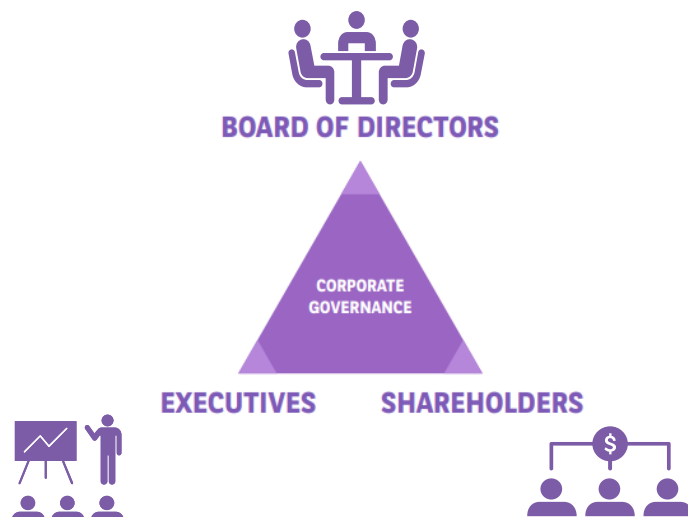 BOARD OF DIRECTORS
CORPORATE
GOVERNANCE
EXECUTIVES
SHAREHOLDERS
$